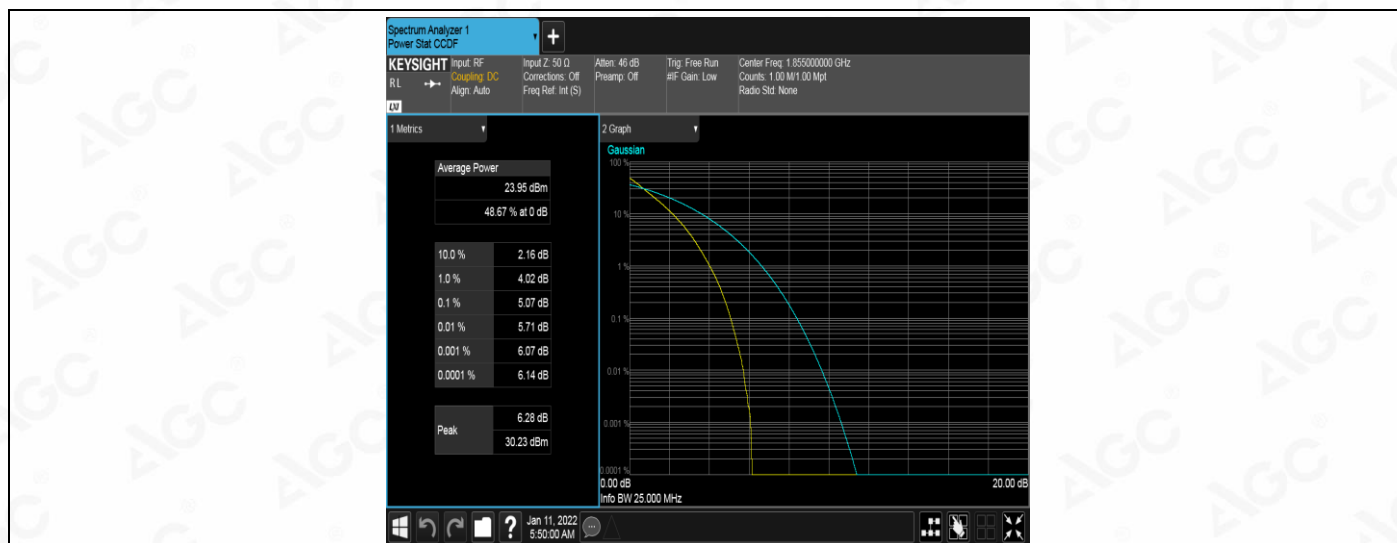 Spectrum Analyzer 1
Power Stat CCDF
KEYSIGHT
R L
LXI
Input: RF
Coupling: DC
Align: Auto
Input Z: 50 Ω
Corrections: Off
Freq Ref: Int (S)
Atten: 46 dB
Preamp: Off
Trig: Free Run
#IF Gain: Low
Center Freq: 1.855000000 GHz
Counts: 1.00 M/1.00 Mpt
Radio Std: None
1 Metrics
Average Power
23.95 dBm
48.67 % at 0 dB
10.0 % 2.16 dB
1.0 % 4.02 dB
0.1 % 5.07 dB
0.01 % 5.71 dB
0.001 % 6.07 dB
0.0001 % 6.14 dB
Peak
6.28 dB
30.23 dBm
2 Graph
Gaussian
100 %
10 %
1 %
0.1 %
0.01 %
0.001 %
0.0001 %
0.00 dB 20.00 dB
Info BW 25.000 MHz
?
Jan 11, 2022
5:50:00 AM
AGC